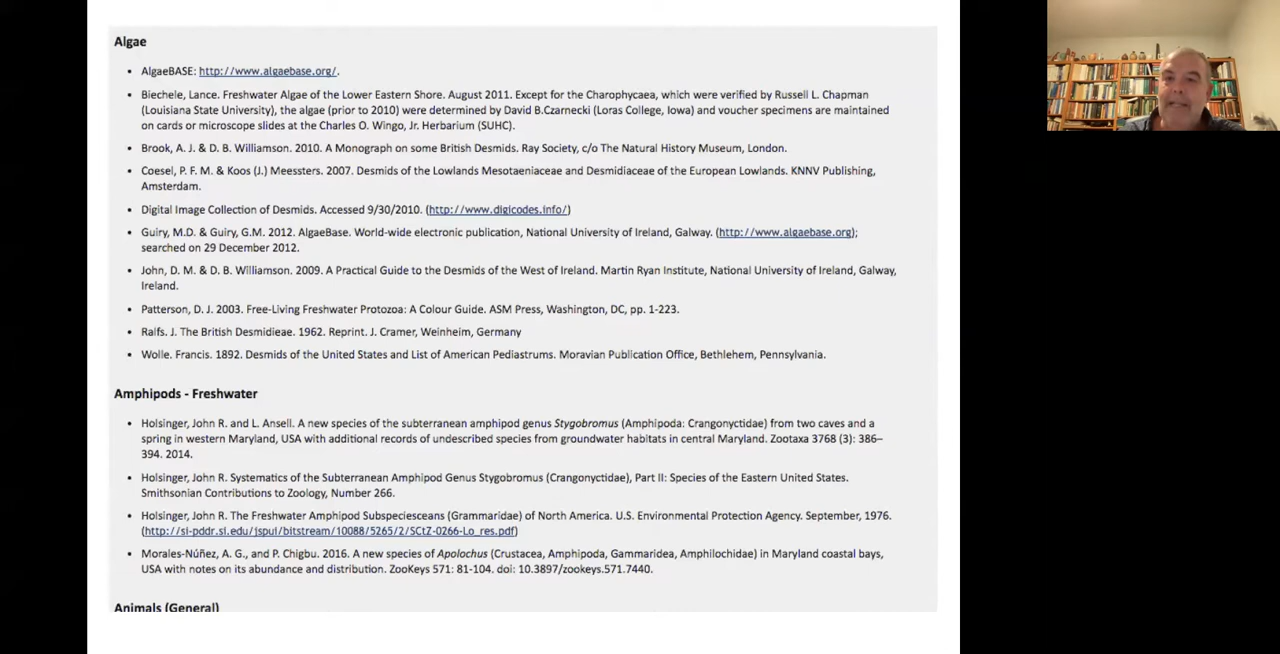 Algae
• AlgaeBASE: http://www.algaebase.org/.
• Biechele, Lance. Freshwater Algae of the Lower Eastern Shore. August 2011. Except for the Charophycaea, which were verified by Russell L. Chapman
(Louisiana State University), the algae (prior to 2010) were determined by David B.Czarnecki (Loras College, Iowa) and voucher specimens are maintained
on cards or microscope slides at the Charles O. Wingo, Jr. Herbarium (SUHC).
• Brook, A. J. & D. B. Williamson. 2010. A Monograph on some British Desmids. Ray Society, c/o The Natural History Museum, London.
• Coesel, P. F. M. & Koos (J.) Meessters. 2007. Desmids of the Lowlands Mesotaeniaceae and Desmidiaceae of the European Lowlands. KNNV Publishing,
Amsterdam.
• Digital Image Collection of Desmids. Accessed 9/30/2010. (http://www.digicodes.info/)
• Guiry, M.D. & Guiry, G.M. 2012. AlgaeBase. World-wide electronic publication, National University of Ireland, Galway. (http://www.algaebase.org);
searched on 29 December 2012.
• John, D. M. & D. B. Williamson. 2009. A Practical Guide to the Desmids of the West of Ireland. Martin Ryan Institute, National University of Ireland, Galway,
Ireland.
• Patterson, D. J. 2003. Free-Living Freshwater Protozoa: A Colour Guide. ASM Press, Washington, DC, pp. 1-223.
• Ralfs. J. The British Desmidieae. 1962. Reprint. J. Cramer, Weinheim, Germany
• Wolle. Francis. 1892. Desmids of the United States and List of American Pediastrums. Moravian Publication Office, Bethlehem, Pennsylvania.
Amphipods - Freshwater
• Holsinger, John R. and L. Ansell. A new species of the subterranean amphipod genus Stygobromus (Amphipoda: Crangonyctidae) from two caves and a
spring in western Maryland, USA with additional records of undescribed species from groundwater habitats in central Maryland. Zootaxa 3768 (3): 386–
394. 2014.
• Holsinger, John R. Systematics of the Subterranean Amphipod Genus Stygobromus (Crangonyctidae), Part II: Species of the Eastern United States.
Smithsonian Contributions to Zoology, Number 266.
• Holsinger, John R. The Freshwater Amphipod Subspeciesceans (Grammaridae) of North America. U.S. Environmental Protection Agency. September, 1976.
(http://si-pddr.si.edu/jspui/bitstream/10088/5265/2/SCtZ-0266-Lo_res.pdf)
• Morales-Núñez, A. G., and P. Chigbu. 2016. A new species of Apolochus (Crustacea, Amphipoda, Gammaridea, Amphilochidae) in Maryland coastal bays,
USA with notes on its abundance and distribution. ZooKeys 571: 81-104. doi: 10.3897/zookeys.571.7440.
Animals (General)